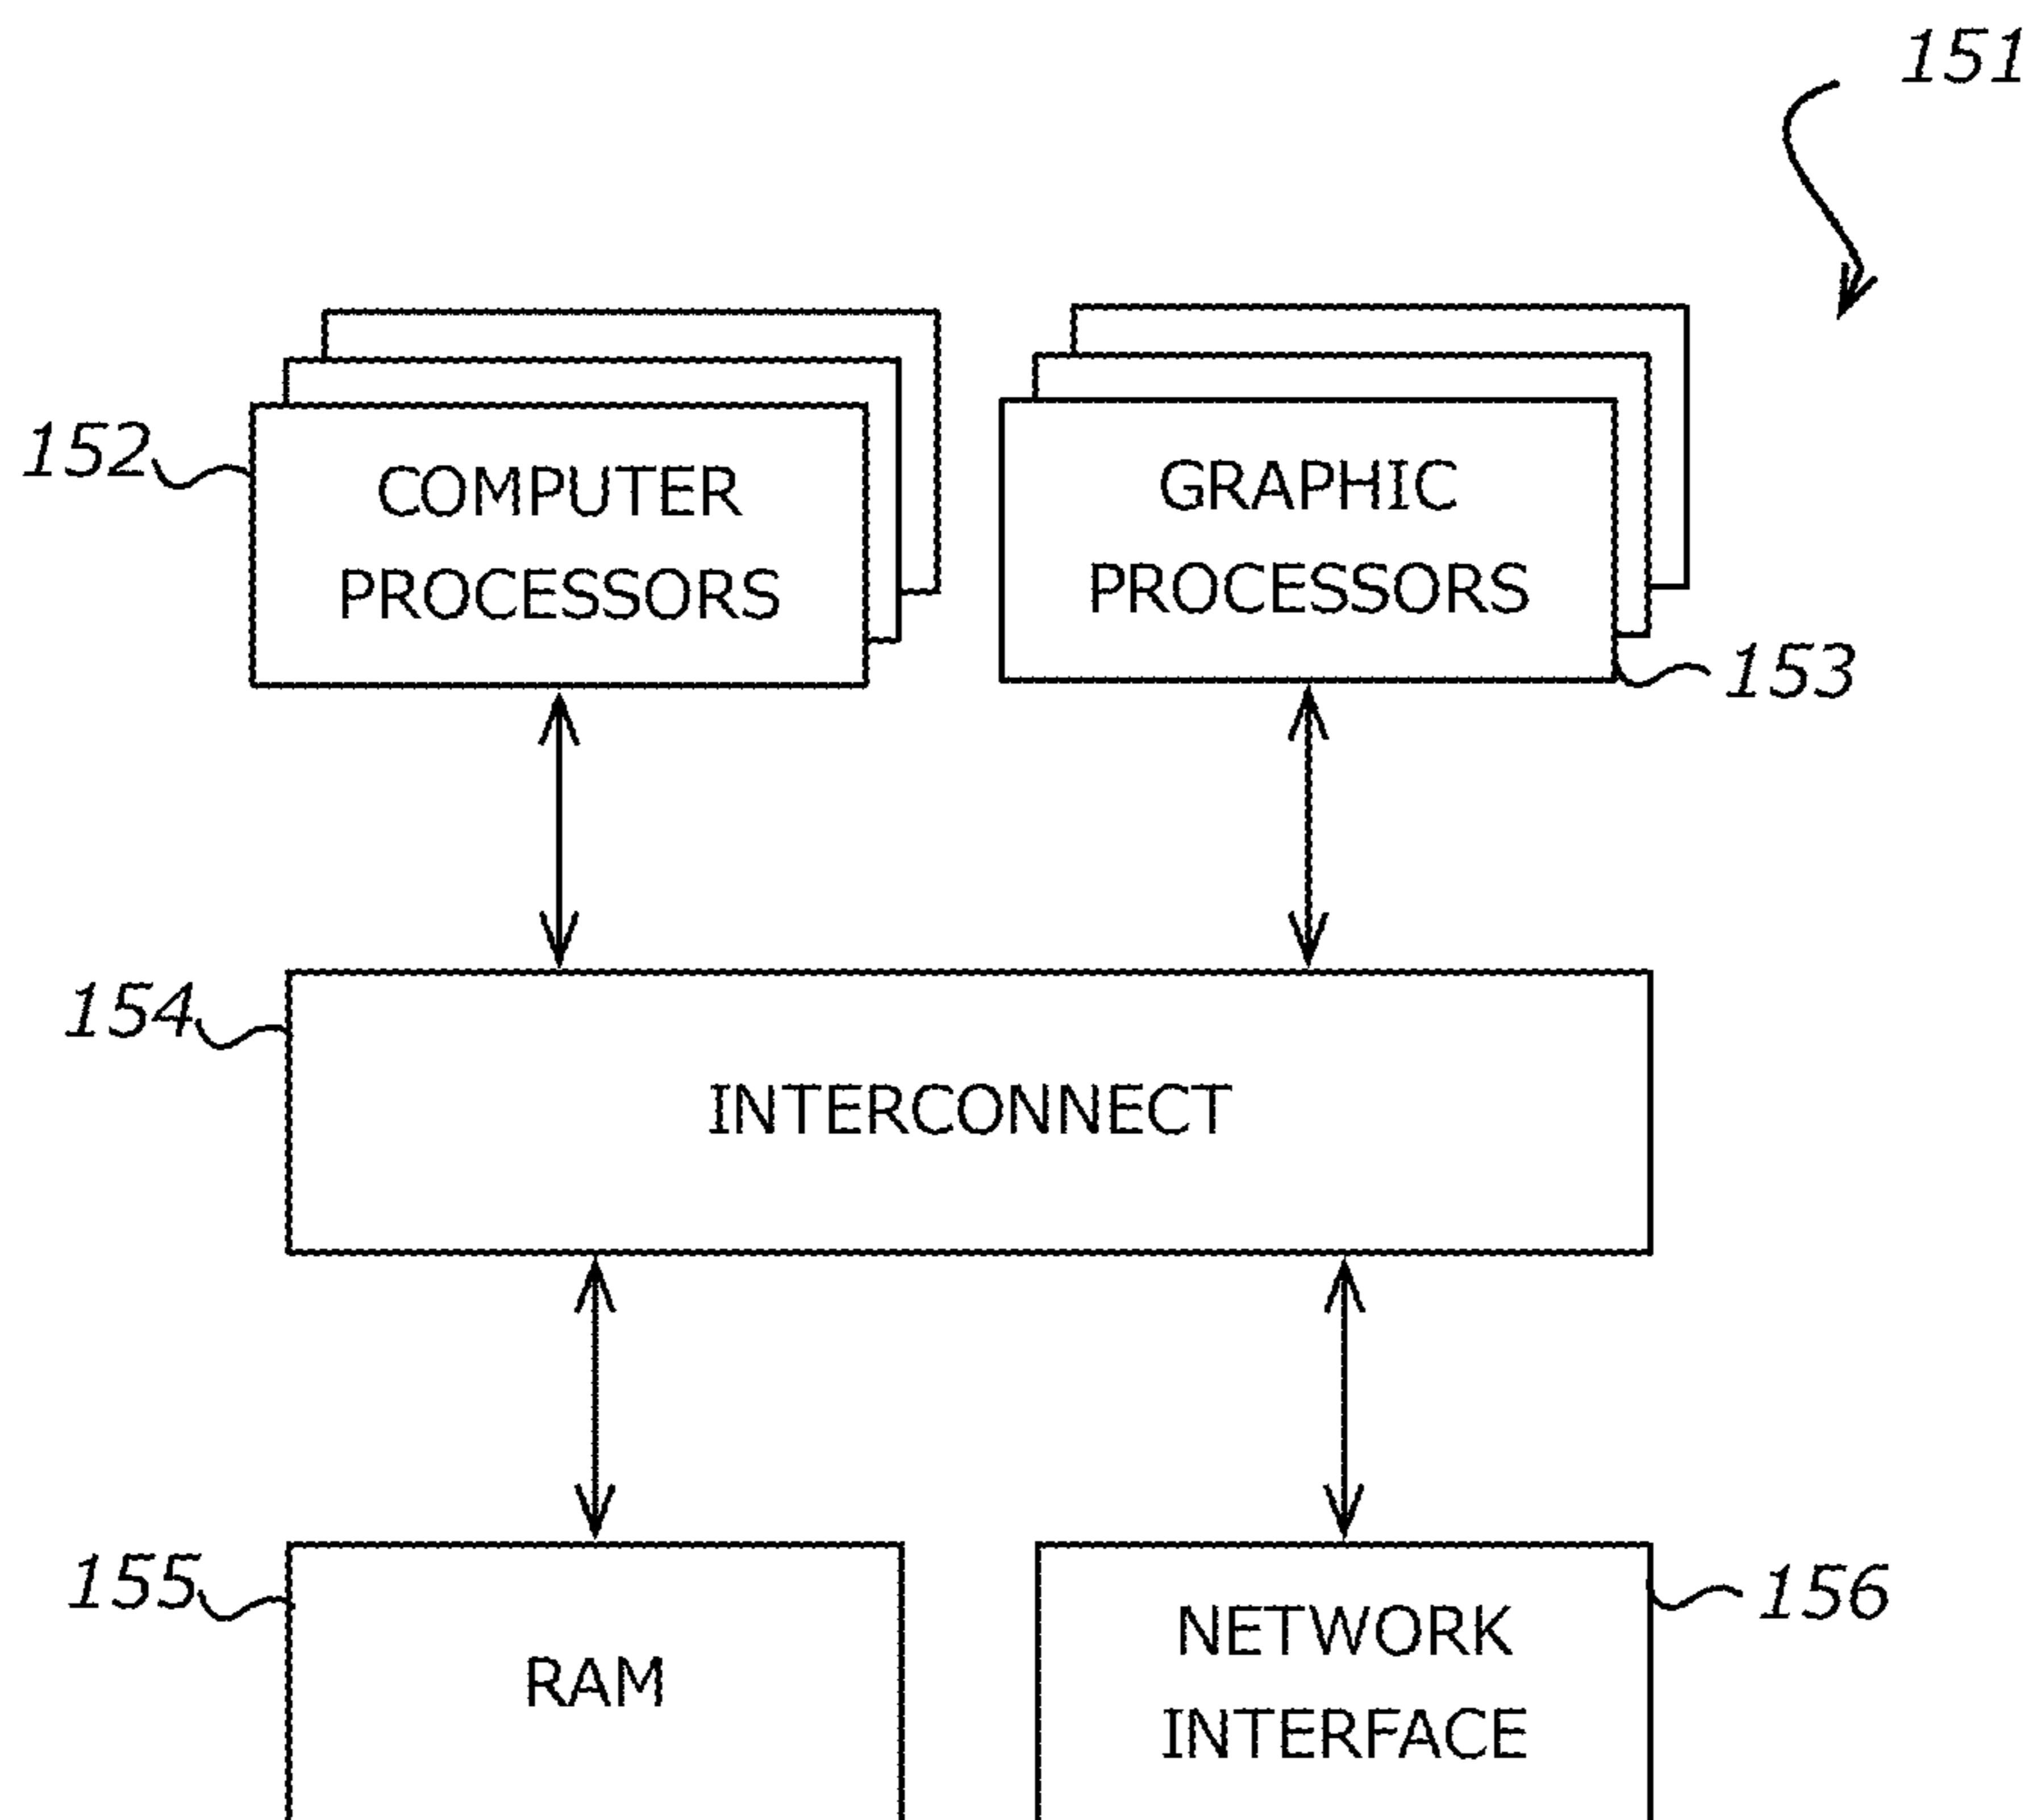 151
152
COMPUTER
PROCESSORS
GRAPHIC
PROCESSORS
153
154
INTERCONNECT
155
RAM
NETWORK
INTERFACE
156